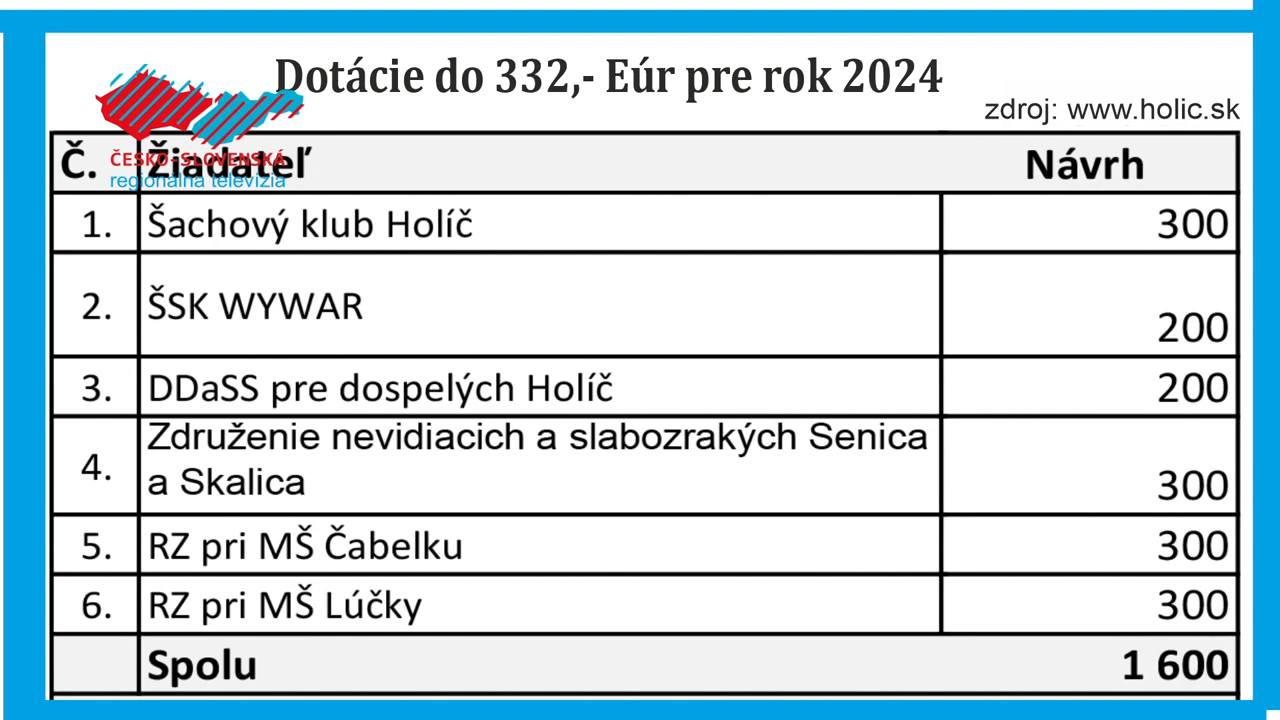 Dotácie do 332,- Eúr pre rok 2024
zdroj: www.holic.sk
ČESKO-SLOVENSKÁ
regionálna televízia
Č. Žiadateľ Návrh
1. Šachový klub Holíč 300
2. ŠSK WYWAR 200
3. DDaSS pre dospelých Holíč 200
4. Združenie nevidiacich a slabozrakých Senica
a Skalica 300
5. RZ pri MŠ Čabelku 300
6. RZ pri MŠ Lúčky 300
Spolu 1 600